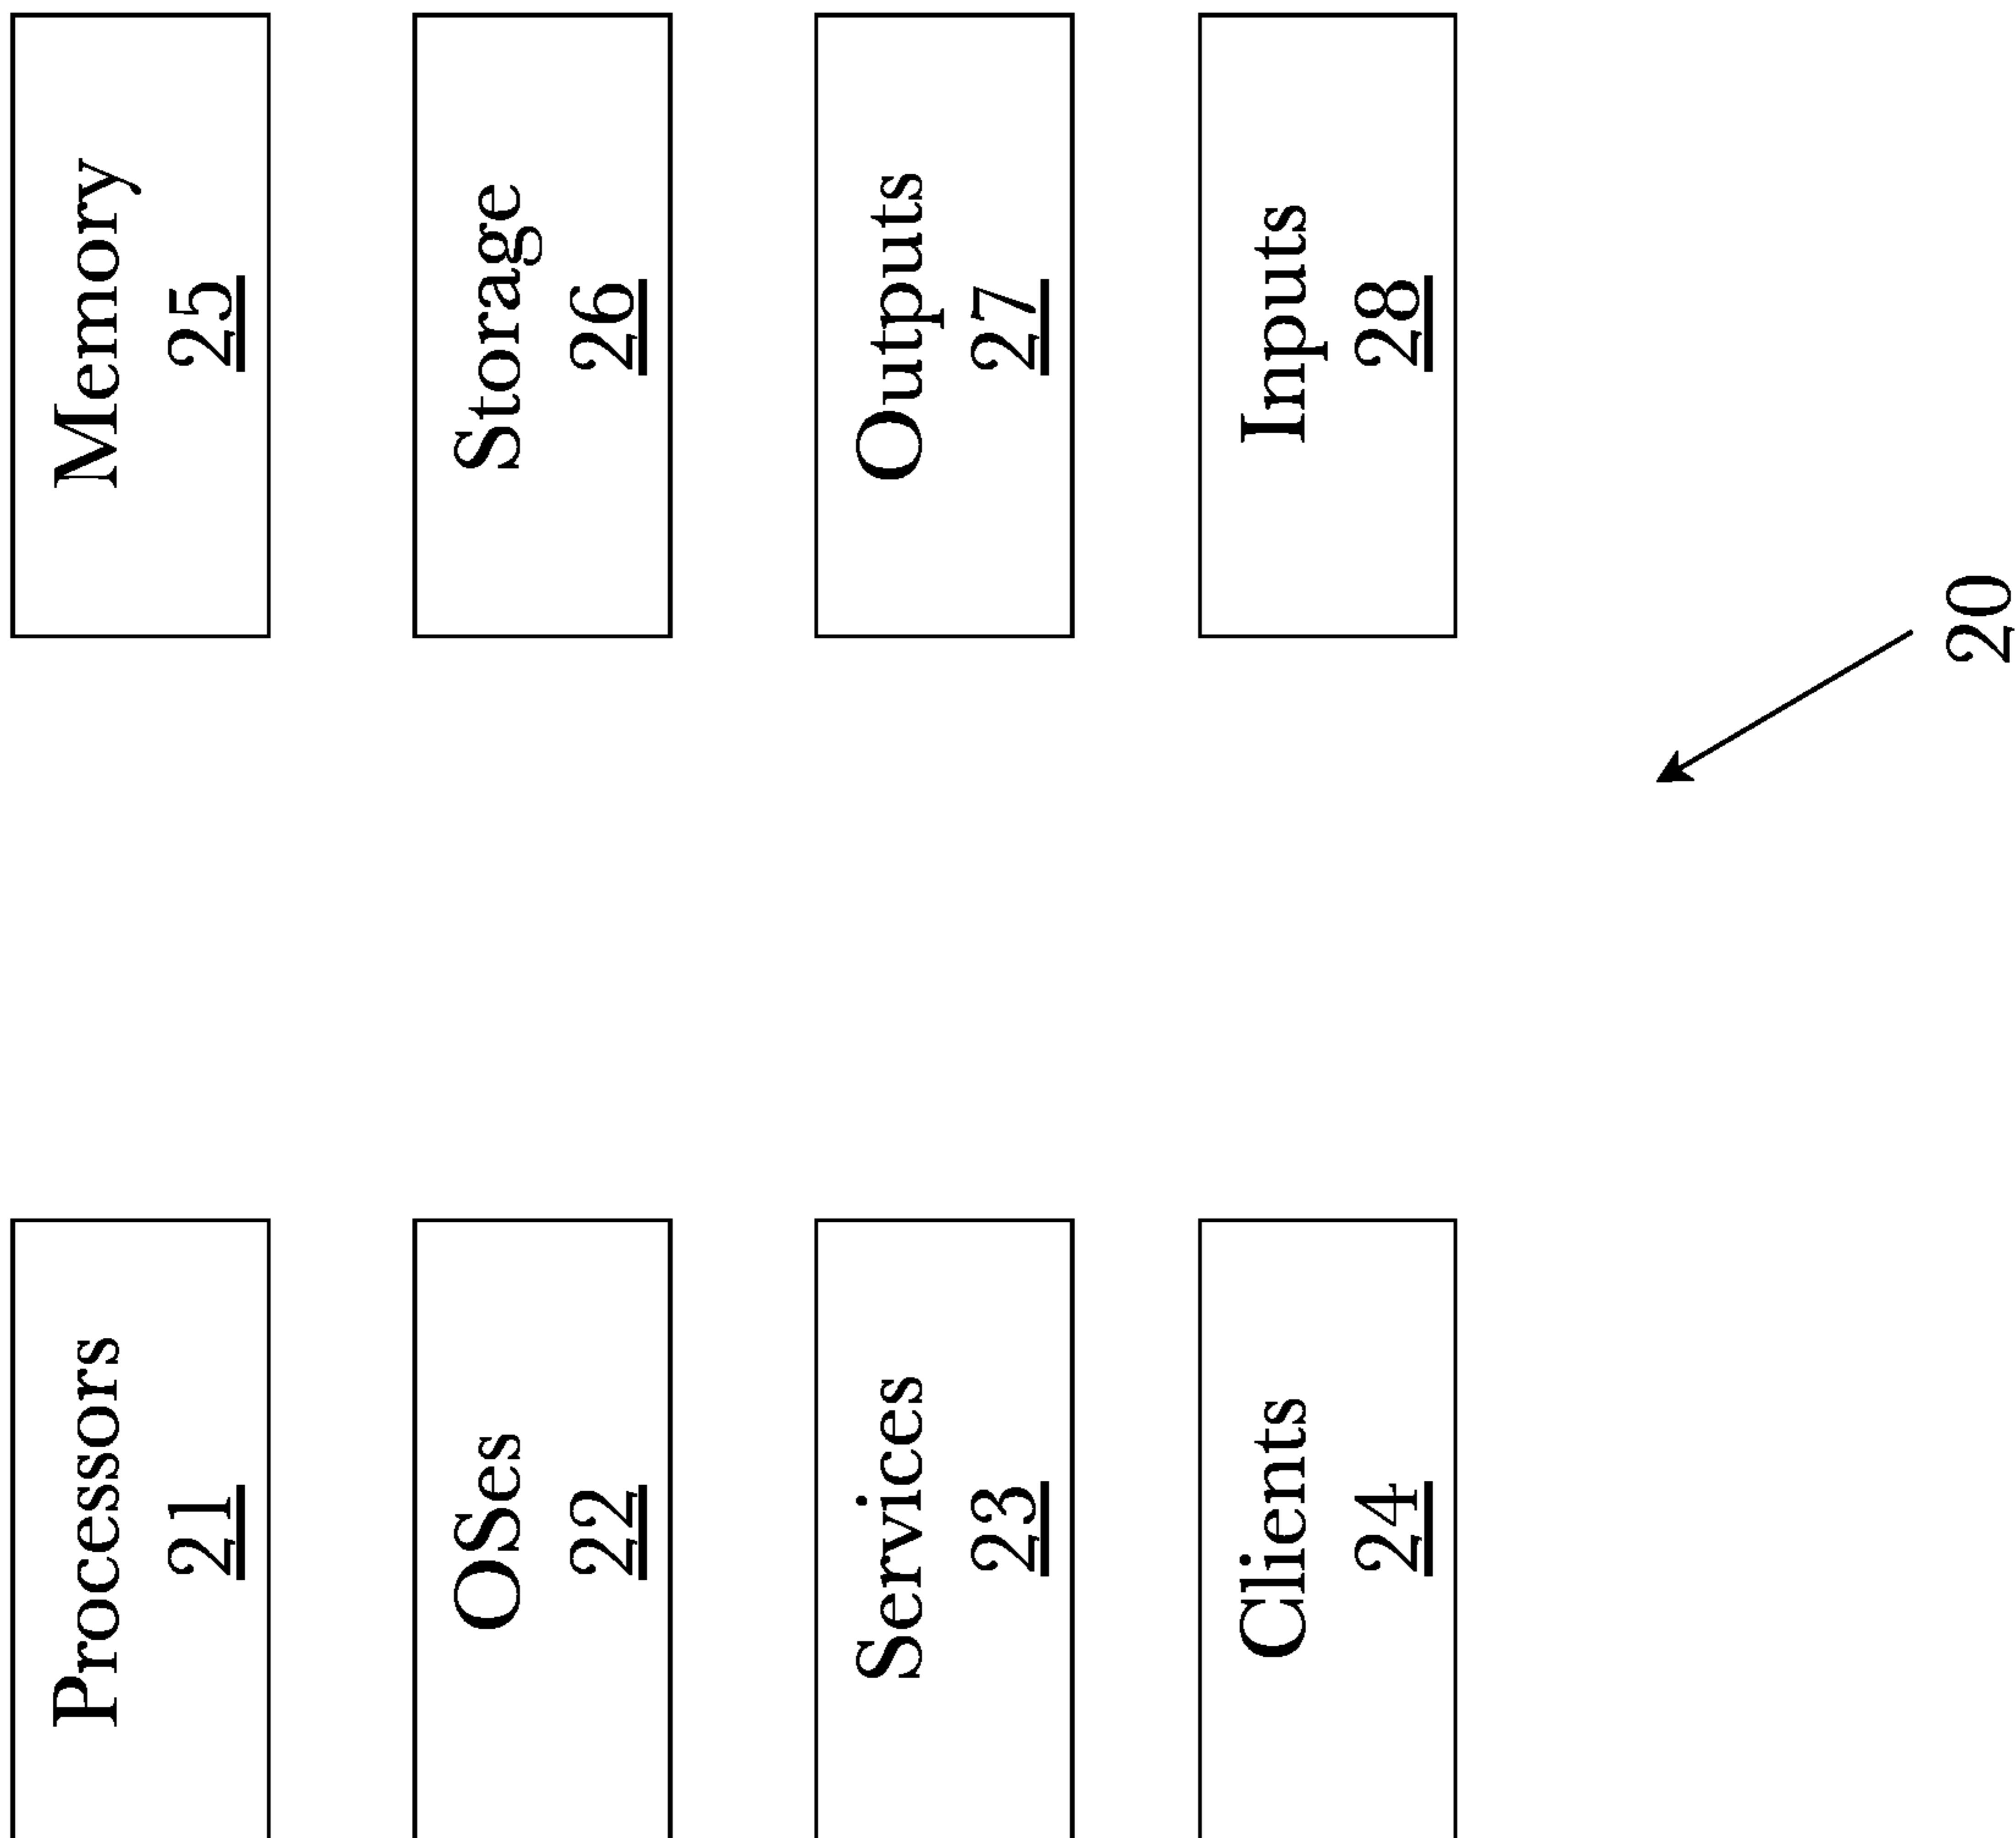 Processors
21
Memory
25
OSes
22
Storage
26
Services
23
Outputs
27
Clients
24
Inputs
28
20